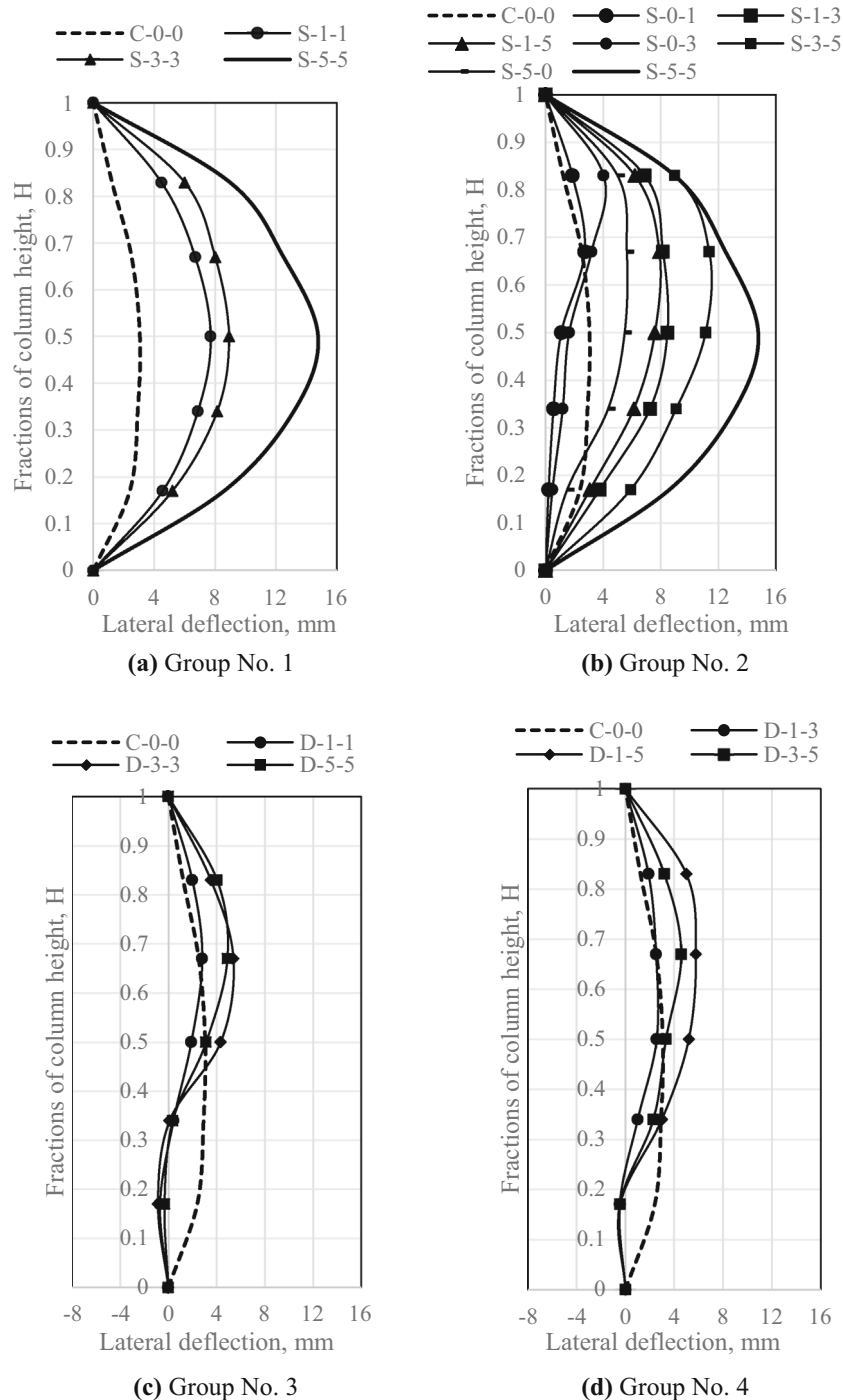 C-0-0 S-1-1
S-3-3 S-5-5
Fractions of column height, H
1
0.9
0.8
0.7
0.6
0.5
0.4
0.3
0.2
0.1
0
0 4 8 12 16
Lateral deflection, mm
(a) Group No. 1
C-0-0 S-0-1 S-1-3
S-1-5 S-0-3 S-3-5
S-5-0 S-5-5
Fractions of column height, H
1
0.9
0.8
0.7
0.6
0.5
0.4
0.3
0.2
0.1
0
0 4 8 12 16
Lateral deflection, mm
(b) Group No. 2
C-0-0 D-1-1
D-3-3 D-5-5
Fractions of column height, H
1
0.9
0.8
0.7
0.6
0.5
0.4
0.3
0.2
0.1
0
-8 -4 0 4 8 12 16
Lateral deflection, mm
(c) Group No. 3
C-0-0 D-1-3
D-1-5 D-3-5
Fractions of column height, H
1
0.9
0.8
0.7
0.6
0.5
0.4
0.3
0.2
0.1
0
-8 -4 0 4 8 12 16
Lateral deflection, mm
(d) Group No. 4